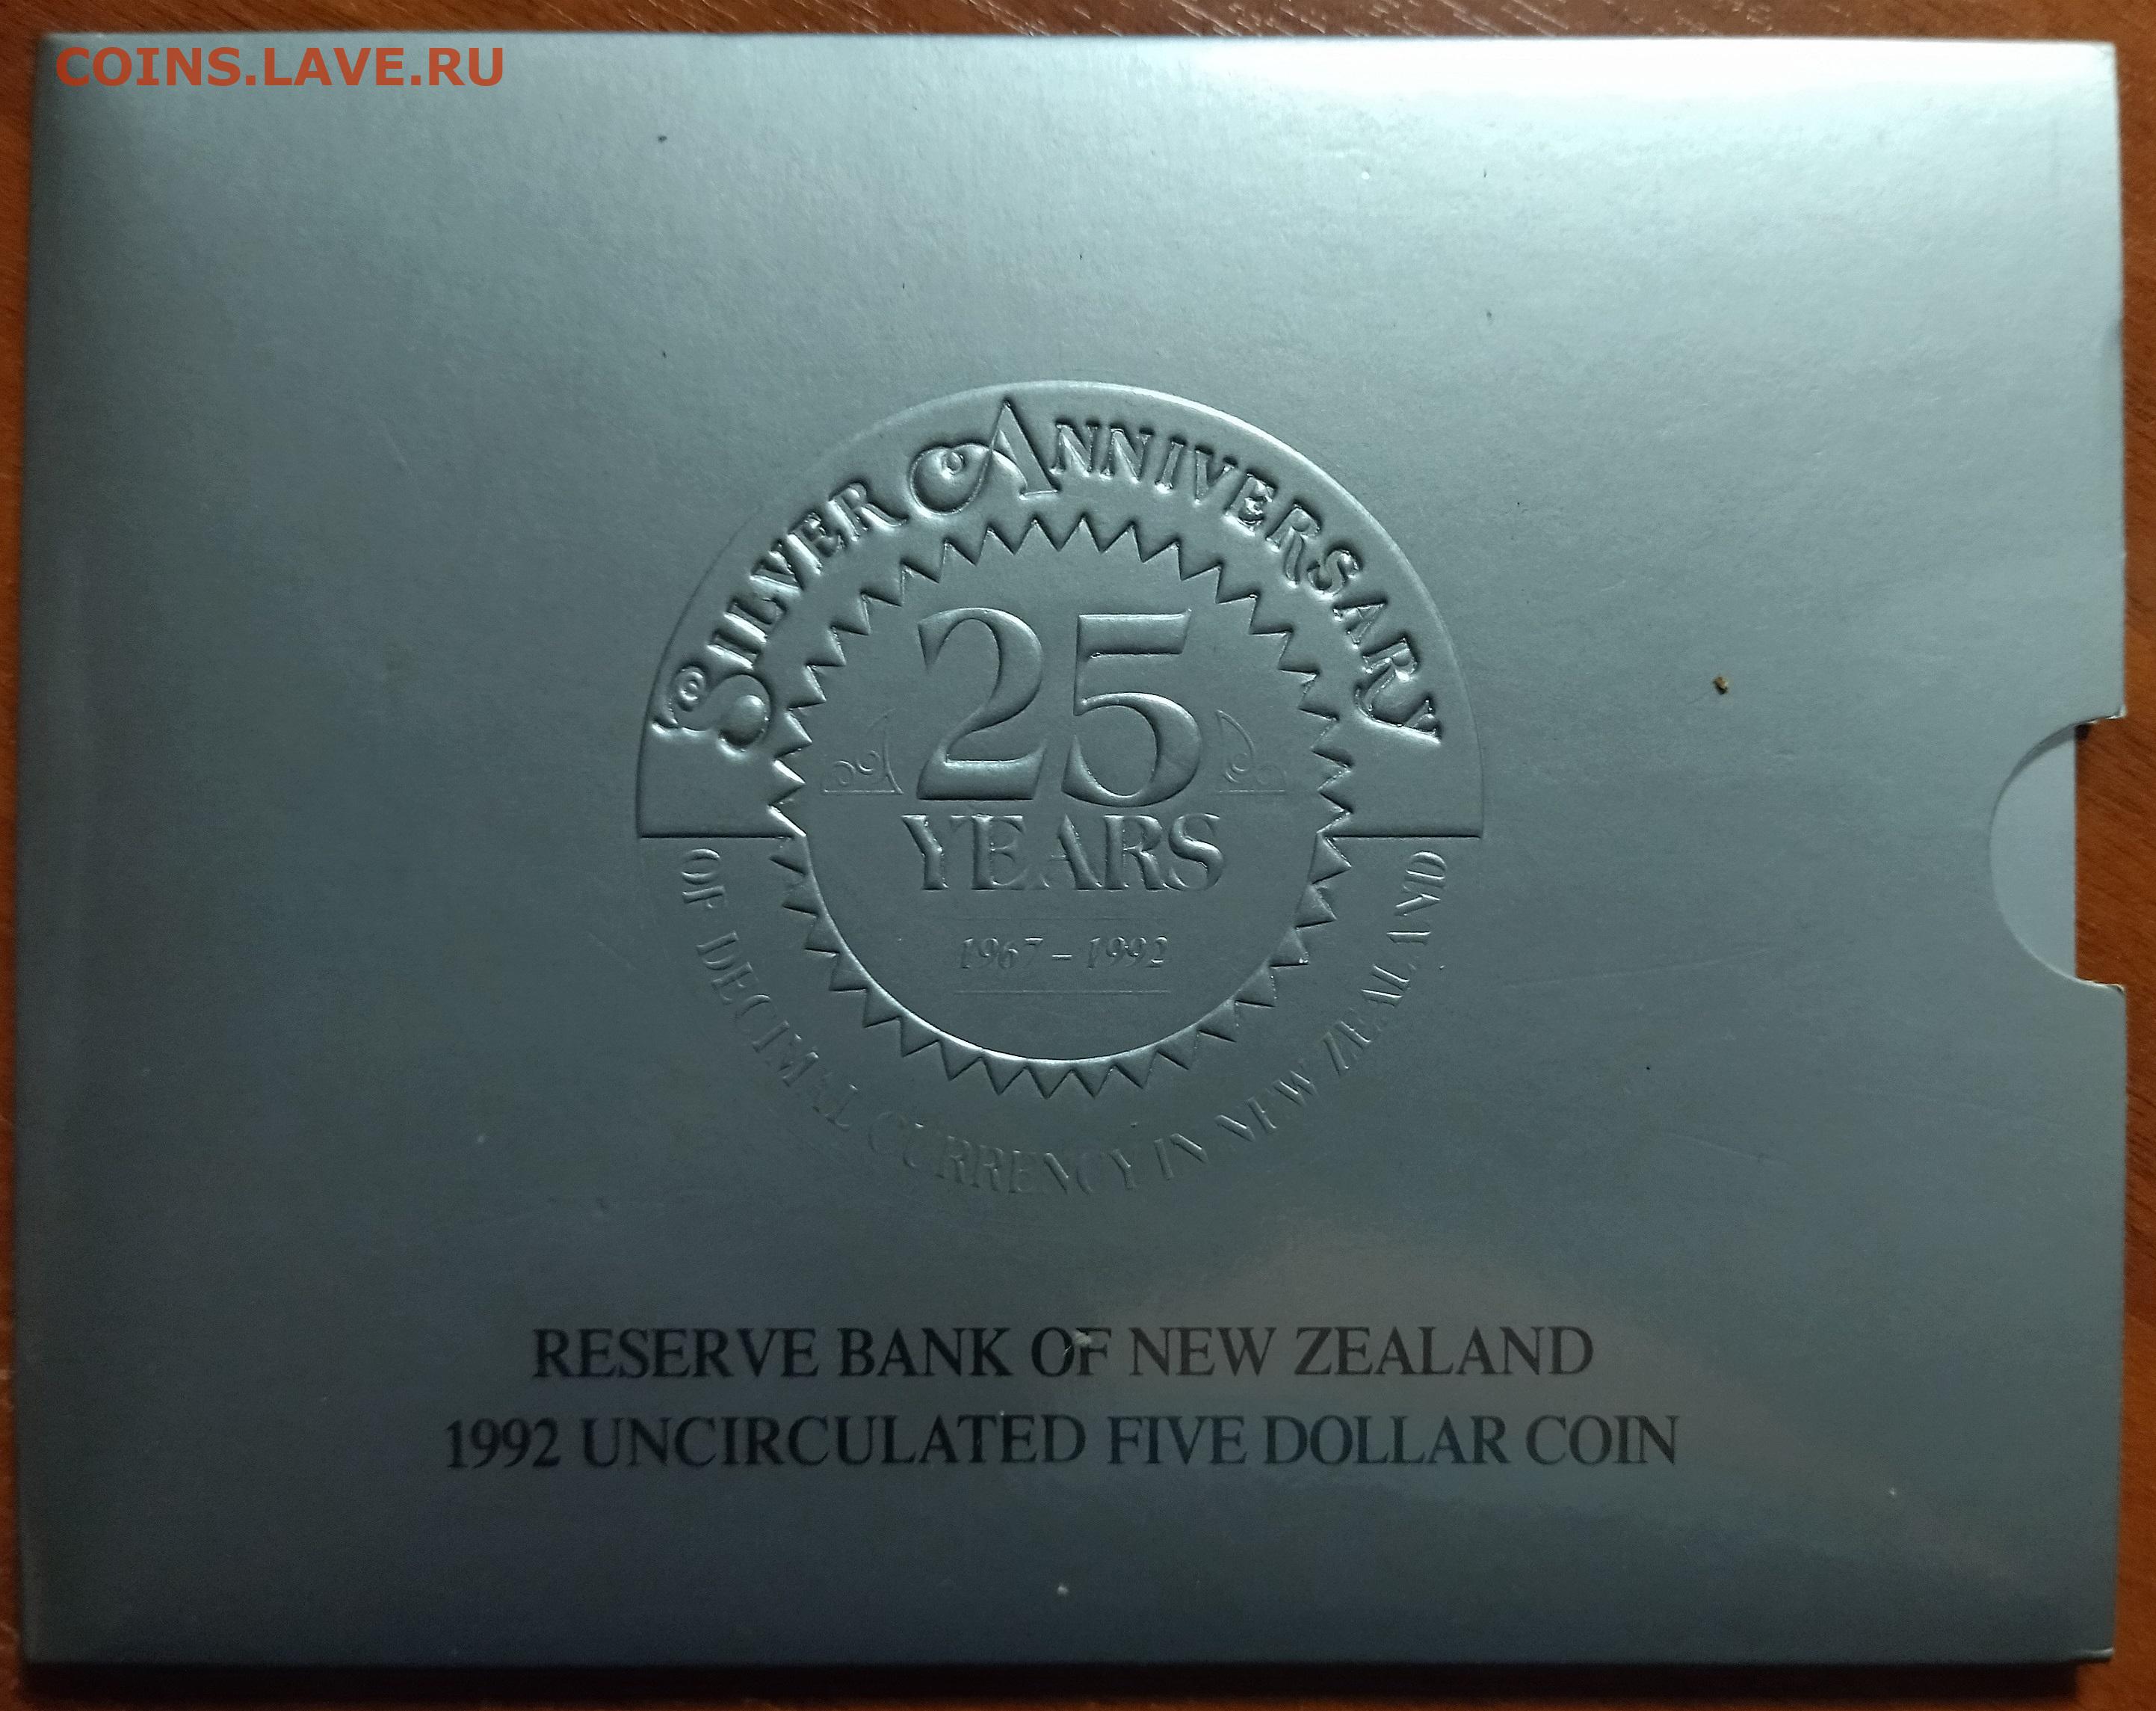 COINS.LAVE.RU
SILVER ANNIVERSARY
25
YEARS
1967 – 1992
OF DECIMAL CURRENCY IN NEW ZEALAND
RESERVE BANK OF NEW ZEALAND
1992 UNCIRCULATED FIVE DOLLAR COIN